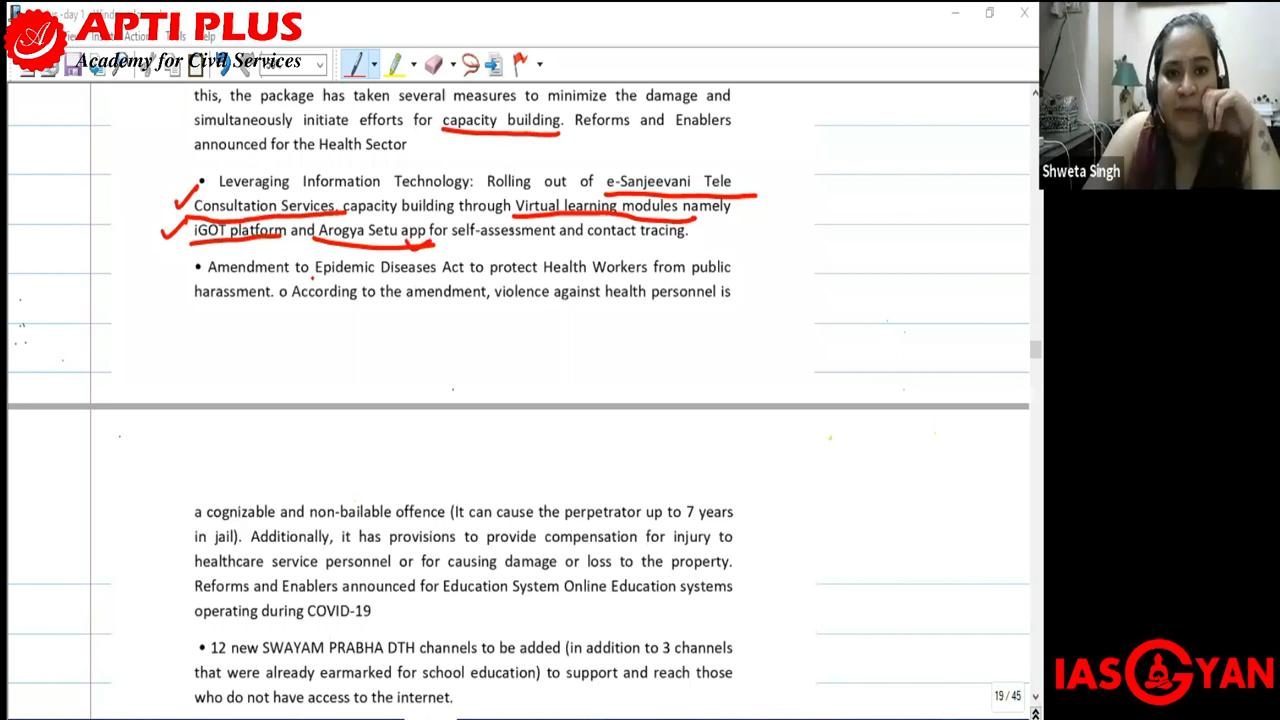 APTI PLUS
Academy for Civil Services
this, the package has taken several measures to minimize the damage and
simultaneously initiate efforts for capacity building. Reforms and Enablers
announced for the Health Sector
• Leveraging Information Technology: Rolling out of e-Sanjeevani Tele
Consultation Services, capacity building through Virtual learning modules namely
iGOT platform and Arogya Setu app for self-assessment and contact tracing.
• Amendment to Epidemic Diseases Act to protect Health Workers from public
harassment. o According to the amendment, violence against health personnel is
a cognizable and non-bailable offence (It can cause the perpetrator up to 7 years
in jail). Additionally, it has provisions to provide compensation for injury to
healthcare service personnel or for causing damage or loss to the property.
Reforms and Enablers announced for Education System Online Education systems
operating during COVID-19
• 12 new SWAYAM PRABHA DTH channels to be added (in addition to 3 channels
that were already earmarked for school education) to support and reach those
who do not have access to the internet.
19 / 45
Shweta Singh
IAS GYAN